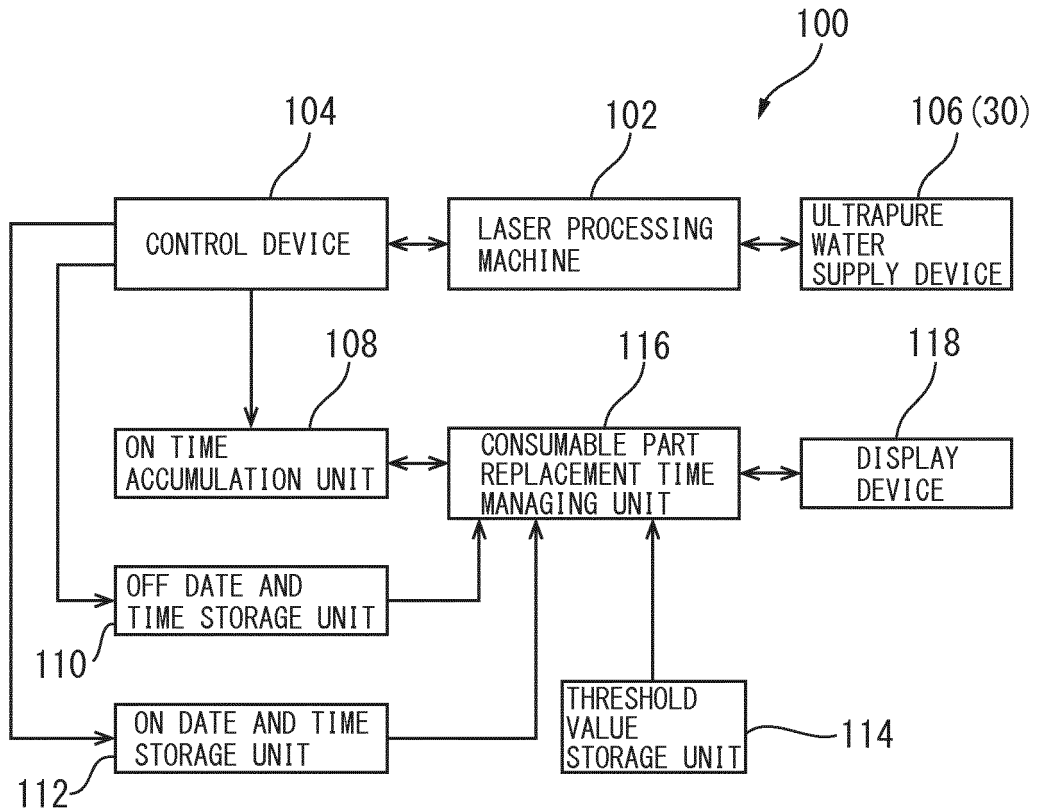 100
104
102
106(30)
CONTROL DEVICE
LASER PROCESSING
MACHINE
ULTRAPURE
WATER
SUPPLY DEVICE
108
116
118
ON TIME
ACCUMULATION UNIT
CONSUMABLE PART
REPLACEMENT TIME
MANAGING UNIT
DISPLAY
DEVICE
OFF DATE AND
TIME STORAGE UNIT
110
ON DATE AND TIME
STORAGE UNIT
112
THRESHOLD
VALUE
STORAGE UNIT
114